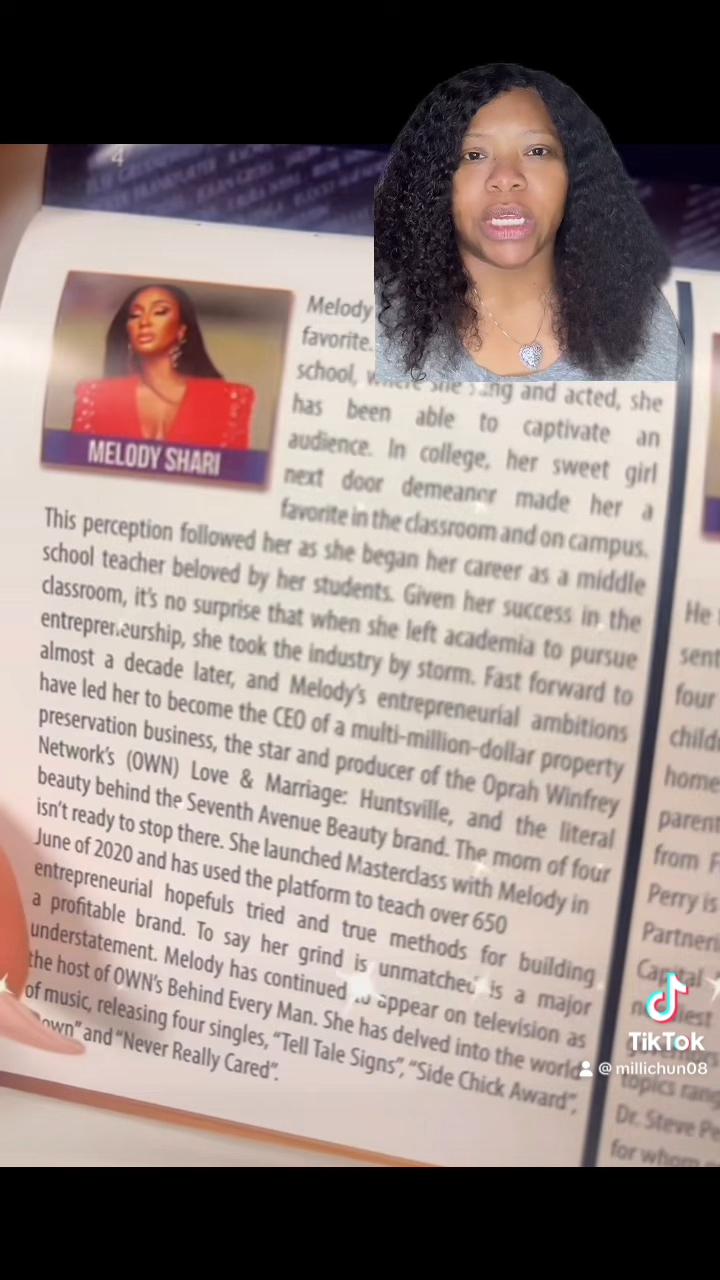 4
MELODY SHARI
Melody
favorite.
school, where she sang and acted, she
has been able to captivate an
audience. In college, her sweet girl
next door demeanor made her a
favorite in the classroom and on campus.
This perception followed her as she began her career as a middle
school teacher beloved by her students. Given her success in the
classroom, it's no surprise that when she left academia to pursue
entrepreneurship, she took the industry by storm. Fast forward to
almost a decade later, and Melody's entrepreneurial ambitions
have led her to become the CEO of a multi-million-dollar property
preservation business, the star and producer of the Oprah Winfrey
Network's (OWN) Love & Marriage: Huntsville, and the literal
beauty behind the Seventh Avenue Beauty brand. The mom of four
isn't ready to stop there. She launched Masterclass with Melody in
June of 2020 and has used the platform to teach over 650
entrepreneurial hopefuls tried and true methods for building
a profitable brand. To say her grind is unmatched is a major
understatement. Melody has continued to appear on television as
the host of OWN's Behind Every Man. She has delved into the world
of music, releasing four singles, "Tell Tale Signs", "Side Chick Award",
own" and "Never Really Cared".
He
sent
four
child
home
parent
from
Perry is
Partner
Capital
topics rang
Dr. Steve Pe
for whom
TikTok
@millichun08